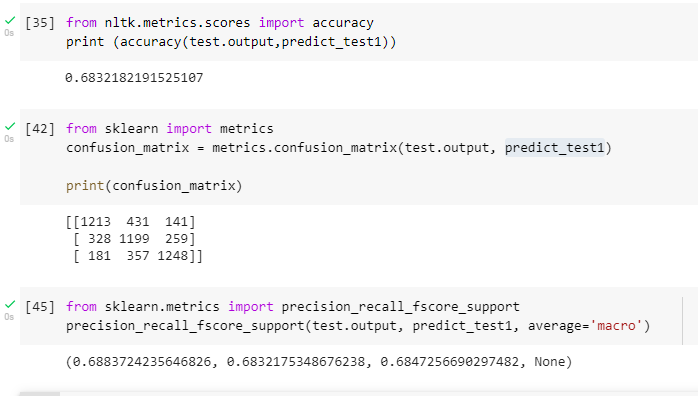 [35] from nltk.metrics.scores import accuracy
0s
print (accuracy(test.output,predict_test1))
0.6832182191525107
[42] from sklearn import metrics
0s
confusion_matrix = metrics.confusion_matrix(test.output, predict_test1)
print(confusion_matrix)
[[1213 431 141]
[ 328 1199 259]
[ 181 357 1248]]
[45] from sklearn.metrics import precision_recall_fscore_support
0s
precision_recall_fscore_support(test.output, predict_test1, average='macro')
(0.6883724235646826, 0.6832175348676238, 0.6847256690297482, None)